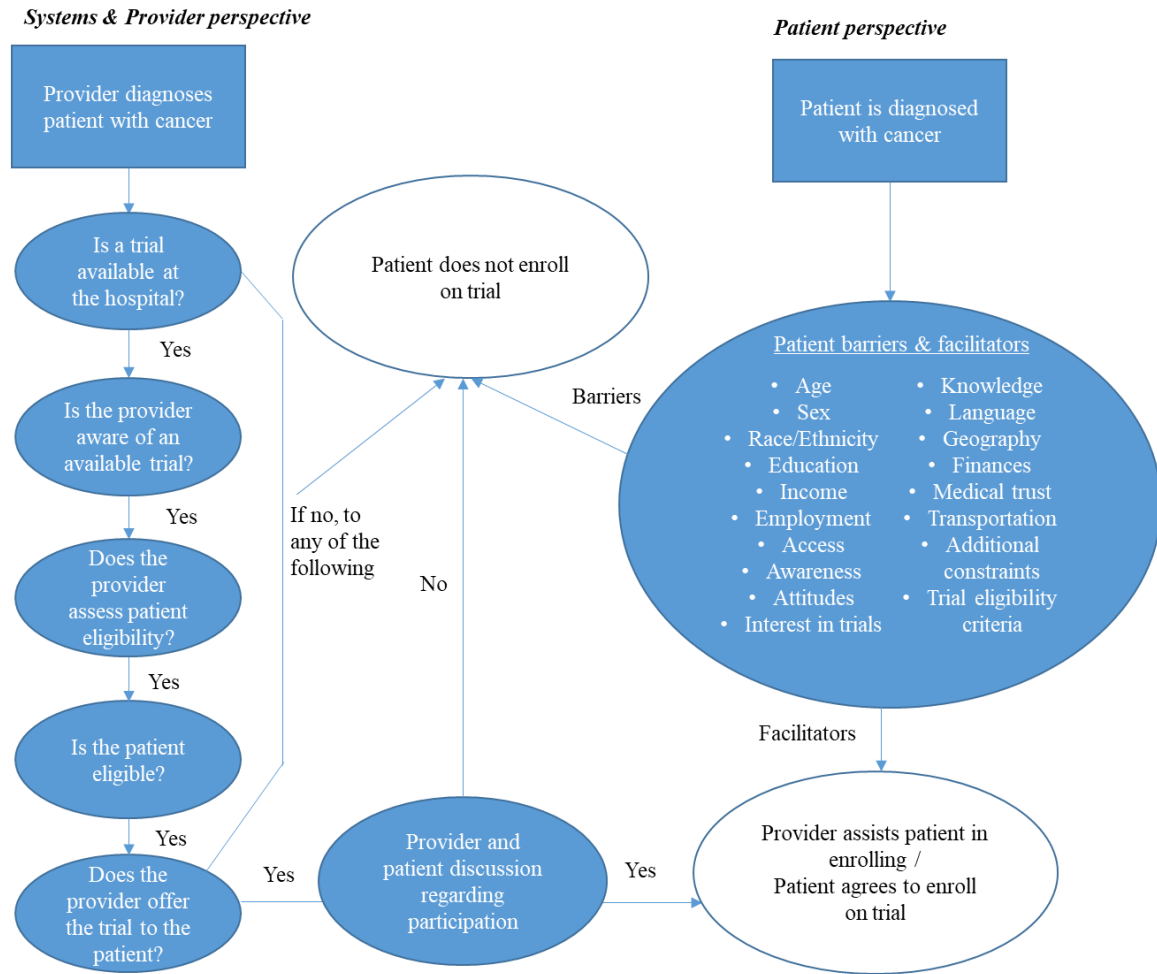 Systems & Provider perspective
Patient perspective
Provider diagnoses
patient with cancer
Patient is diagnosed
with cancer
Is a trial
available at
the hospital?
Patient does not enroll
on trial
Yes
Is the provider
aware of an
available trial?
Yes
Does the
provider
assess patient
eligibility?
Yes
Is the patient
eligible?
Yes
Does the
provider offer
the trial to the
patient?
If no, to
any of the
following
No
Barriers
Patient barriers & facilitators
• Age
• Sex
• Race/Ethnicity
• Education
• Income
• Employment
• Access
• Awareness
• Attitudes
• Interest in trials
• Knowledge
• Language
• Geography
• Finances
• Medical trust
• Transportation
• Additional
constraints
• Trial eligibility
criteria
Facilitators
Yes
Provider and
patient discussion
regarding
participation
Yes
Provider assists patient in
enrolling /
Patient agrees to enroll
on trial